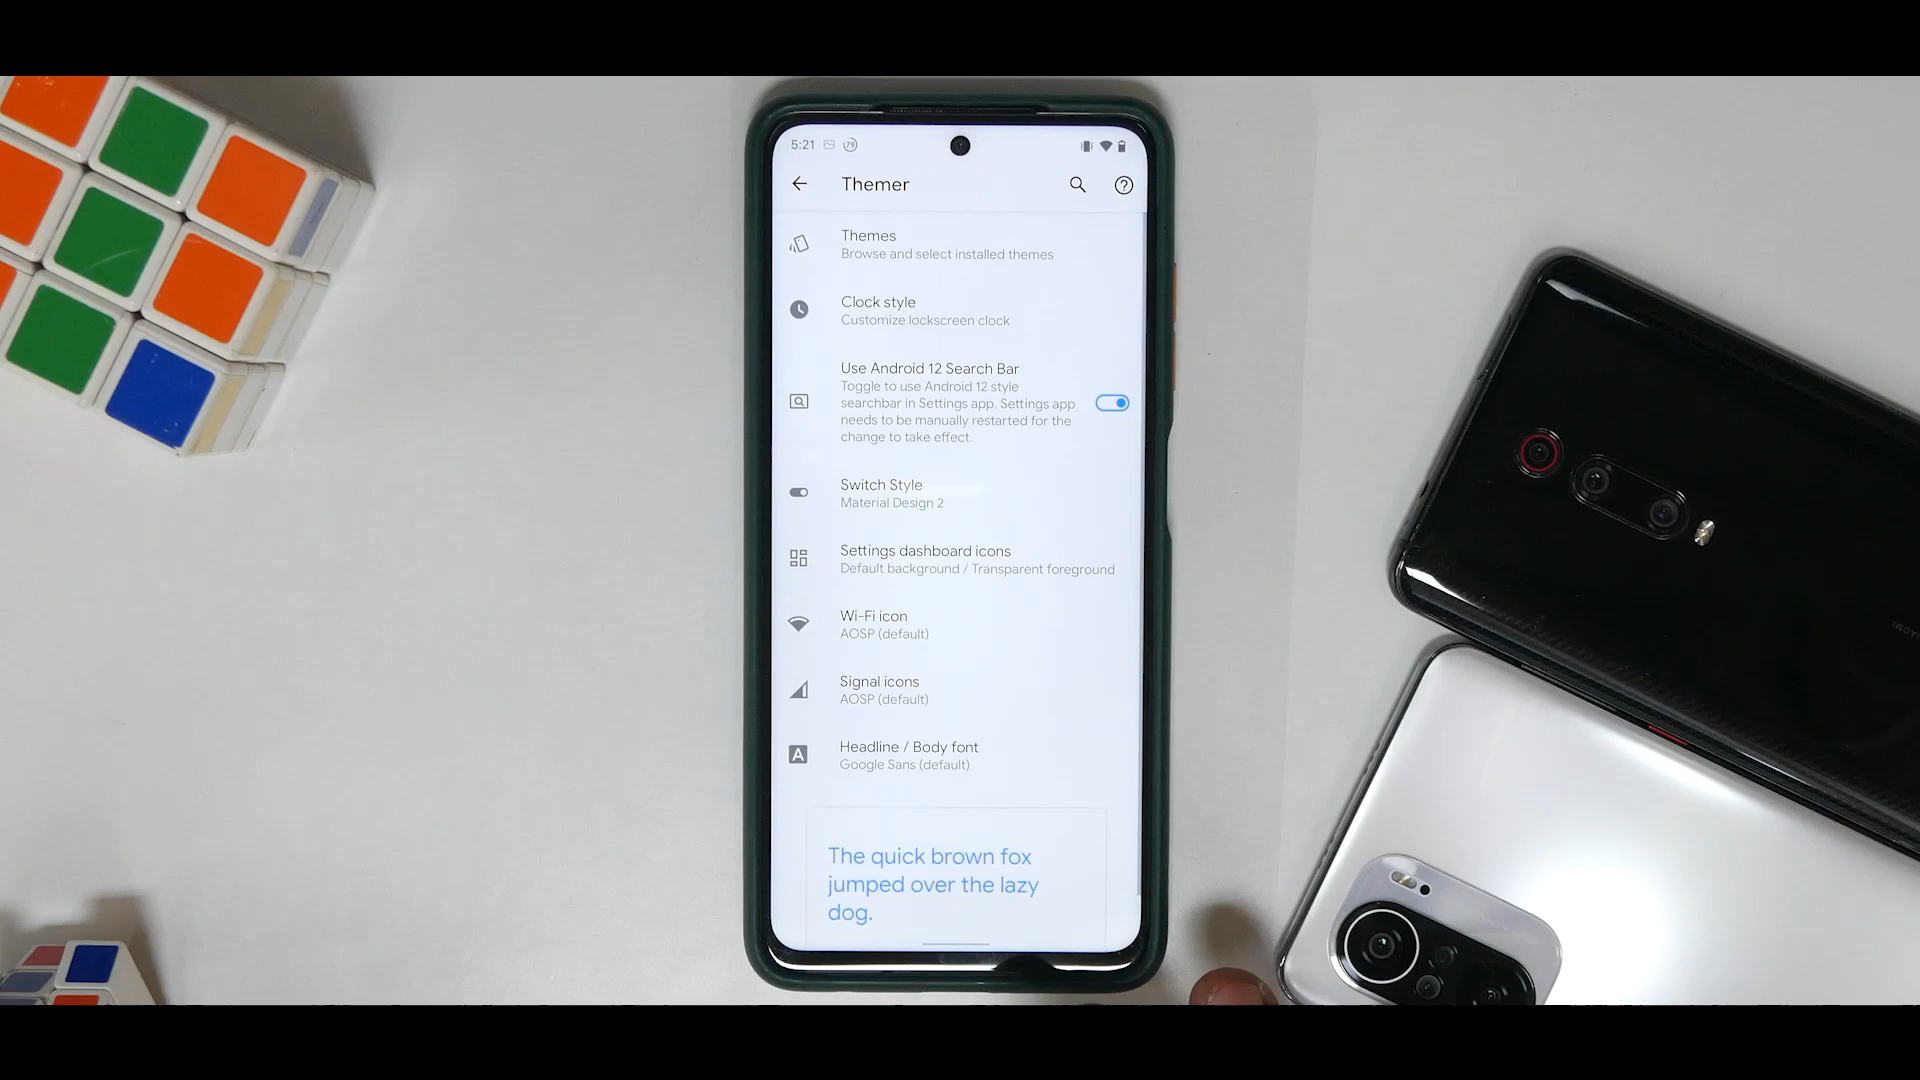 5:21
79
Themer
Themes
Browse and select installed themes
Clock style
Customize lockscreen clock
Use Android 12 Search Bar
Toggle to use Android 12 style
searchbar in Settings app. Settings app
needs to be manually restarted for the
change to take effect.
Switch Style
Material Design 2
Settings dashboard icons
Default background / Transparent foreground
Wi-Fi icon
AOSP (default)
Signal icons
AOSP (default)
A
Headline / Body font
Google Sans (default)
The quick brown fox
jumped over the lazy
dog.
XIAOMI